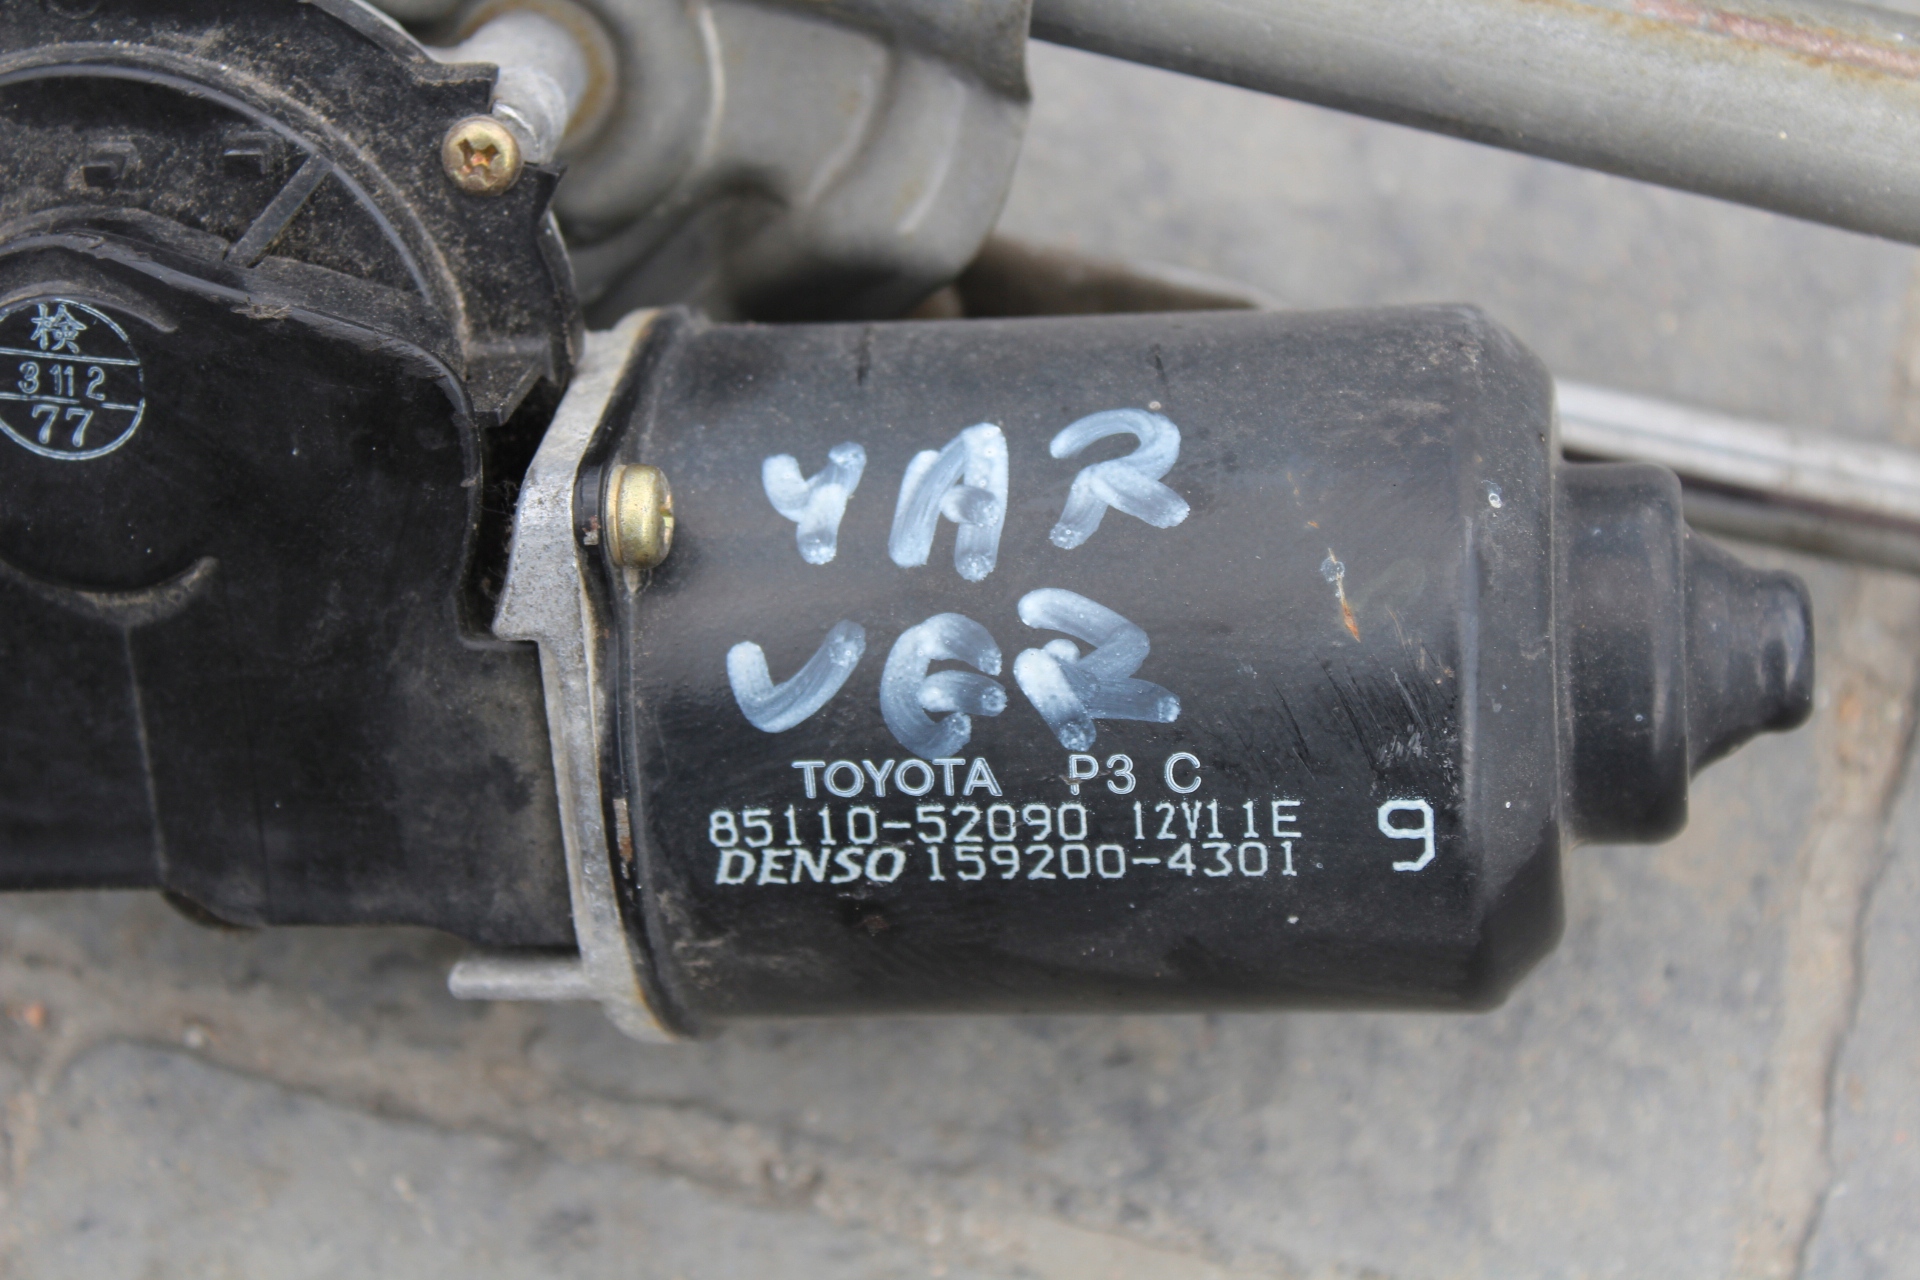 検
3 11 2
77
YAR
VER
TOYOTA P3 C
85110-52090 12V11E
DENSO 159200-4301
9